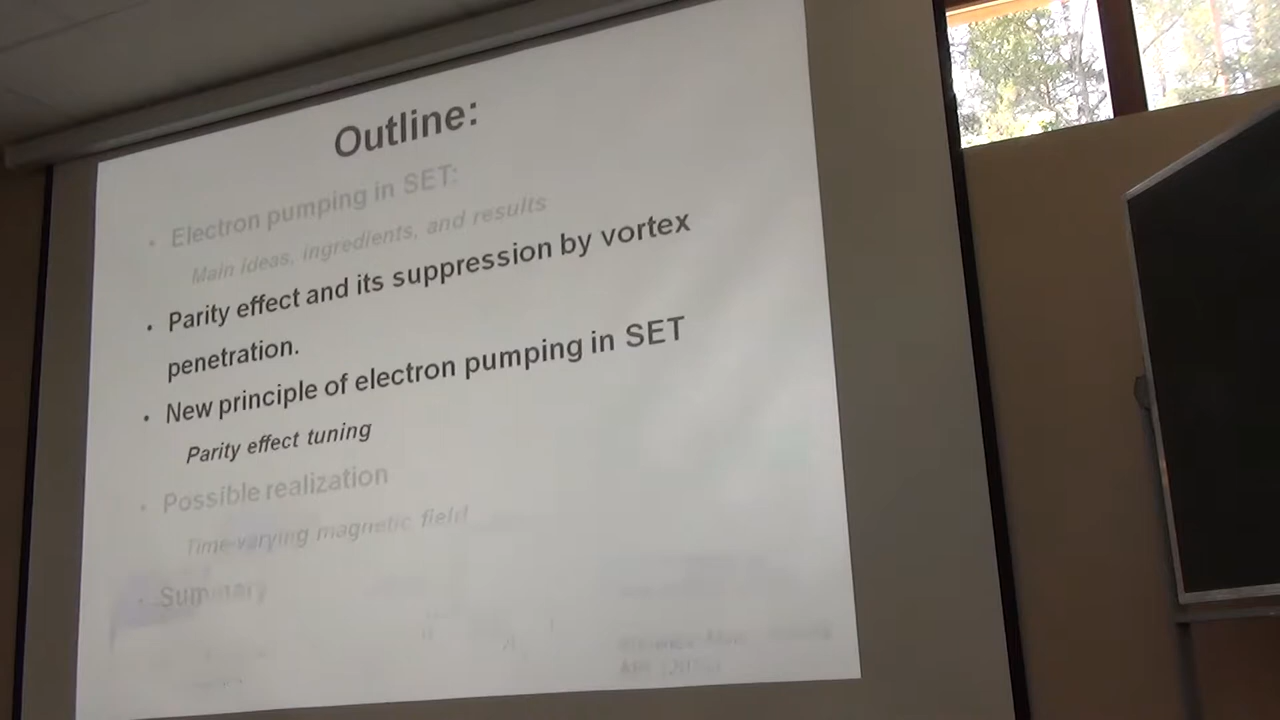 Outline:
• Electron pumping in SET:
Main ideas, ingredients, and results
• Parity effect and its suppression by vortex
penetration.
• New principle of electron pumping in SET
Parity effect tuning
• Possible realization
Time-varying magnetic field
• Summary